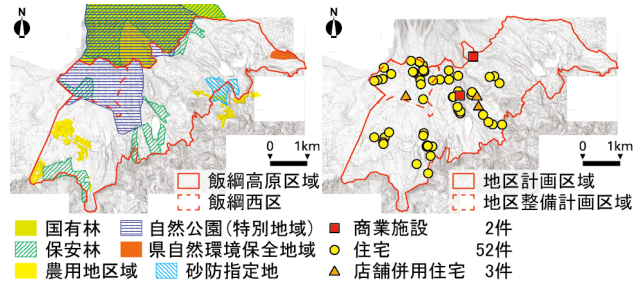 N
0 1km
飯綱高原区域
飯綱西区
国有林
自然公園(特別地域)
保安林
県自然環境保全地域
農用地区域
砂防指定地
N
0 1km
地区計画区域
地区整備計画区域
商業施設 2件
住宅 52件
店舗併用住宅 3件